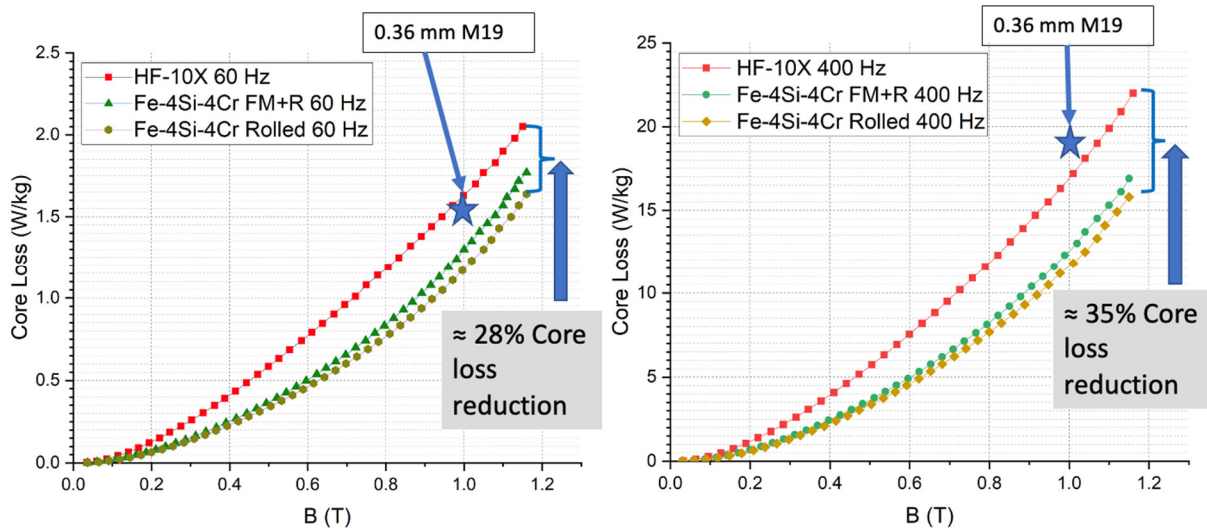 0.36 mm M19
2.5
2.0
1.5
1.0
0.5
0.0
Core Loss (W/kg)
HF-10X 60 Hz
Fe-4Si-4Cr FM+R 60 Hz
Fe-4Si-4Cr Rolled 60 Hz
≈ 28% Core
loss
reduction
0.0 0.2 0.4 0.6 0.8 1.0 1.2
B (T)
0.36 mm M19
25
20
15
10
5
0
Core Loss (W/kg)
HF-10X 400 Hz
Fe-4Si-4Cr FM+R 400 Hz
Fe-4Si-4Cr Rolled 400 Hz
≈ 35% Core
loss
reduction
0.0 0.2 0.4 0.6 0.8 1.0 1.2
B (T)